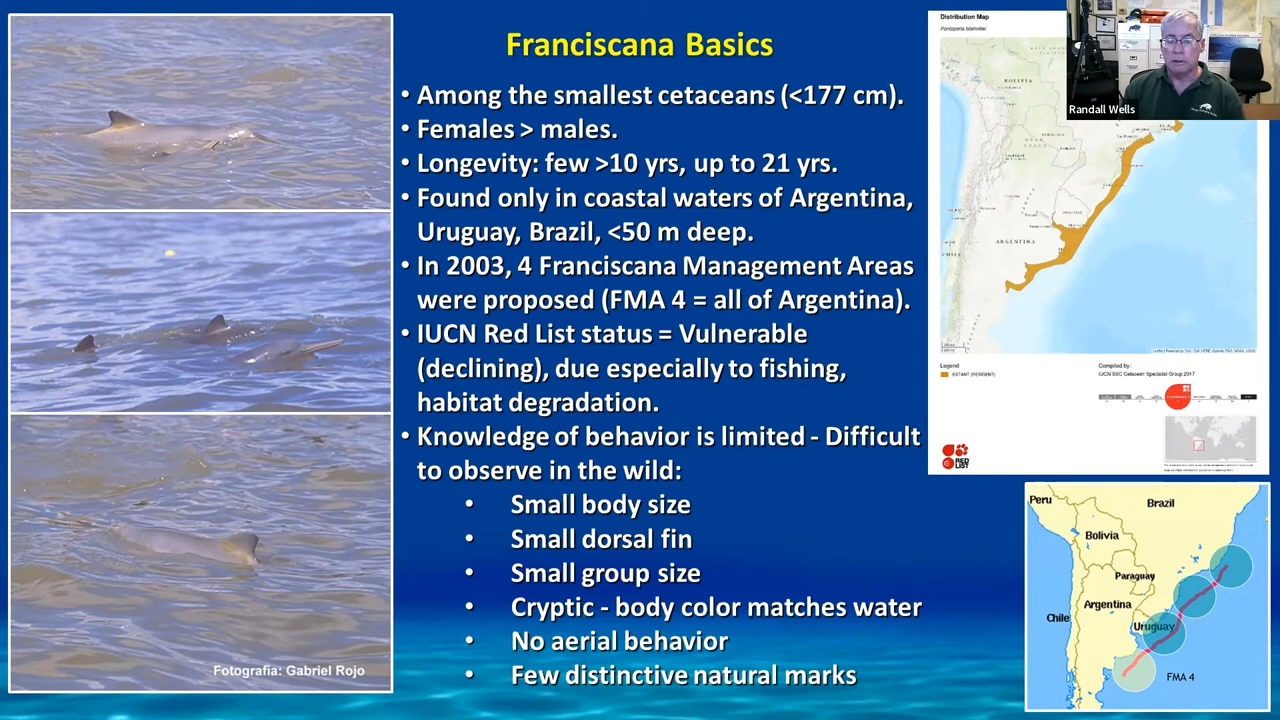 Franciscana Basics
• Among the smallest cetaceans (<177 cm).
• Females > males.
• Longevity: few >10 yrs, up to 21 yrs.
• Found only in coastal waters of Argentina,
Uruguay, Brazil, <50 m deep.
• In 2003, 4 Franciscana Management Areas
were proposed (FMA 4 = all of Argentina).
• IUCN Red List status = Vulnerable
(declining), due especially to fishing,
habitat degradation.
• Knowledge of behavior is limited - Difficult
to observe in the wild:
• Small body size
• Small dorsal fin
• Small group size
• Cryptic - body color matches water
• No aerial behavior
• Few distinctive natural marks
Fotografia: Gabriel Rojo
Distribution Map
Pontoporia blainvillei
Randall Wells
BOLIVIA
PARAGUAY
URUGUAY
ARGENTINA
CHILE
Legend
EXTANT (RESIDENT)
Compiled by:
IUCN SSC Cetacean Specialist Group 2017
RED
LIST
Peru
Brazil
Bolivia
Paraguay
Argentina
Chile
Uruguay
FMA 4